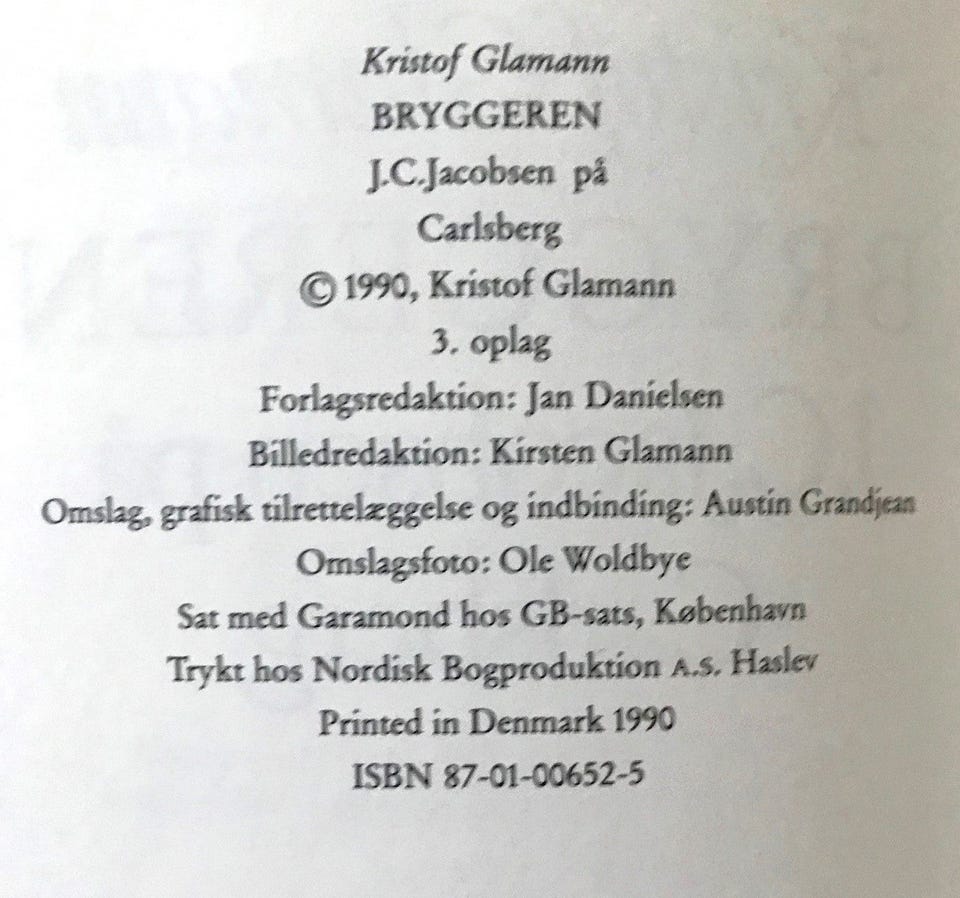 Kristof Glamann
BRYGGEREN
J.C.Jacobsen på
Carlsberg
© 1990, Kristof Glamann
3. oplag
Forlagsredaktion: Jan Danielsen
Billedredaktion: Kirsten Glamann
Omslag, grafisk tilrettelæggelse og indbinding: Austin Grandjean
Omslagsfoto: Ole Woldbye
Sat med Garamond hos GB-sats, København
Trykt hos Nordisk Bogproduktion A.S. Haslev
Printed in Denmark 1990
ISBN 87-01-00652-5